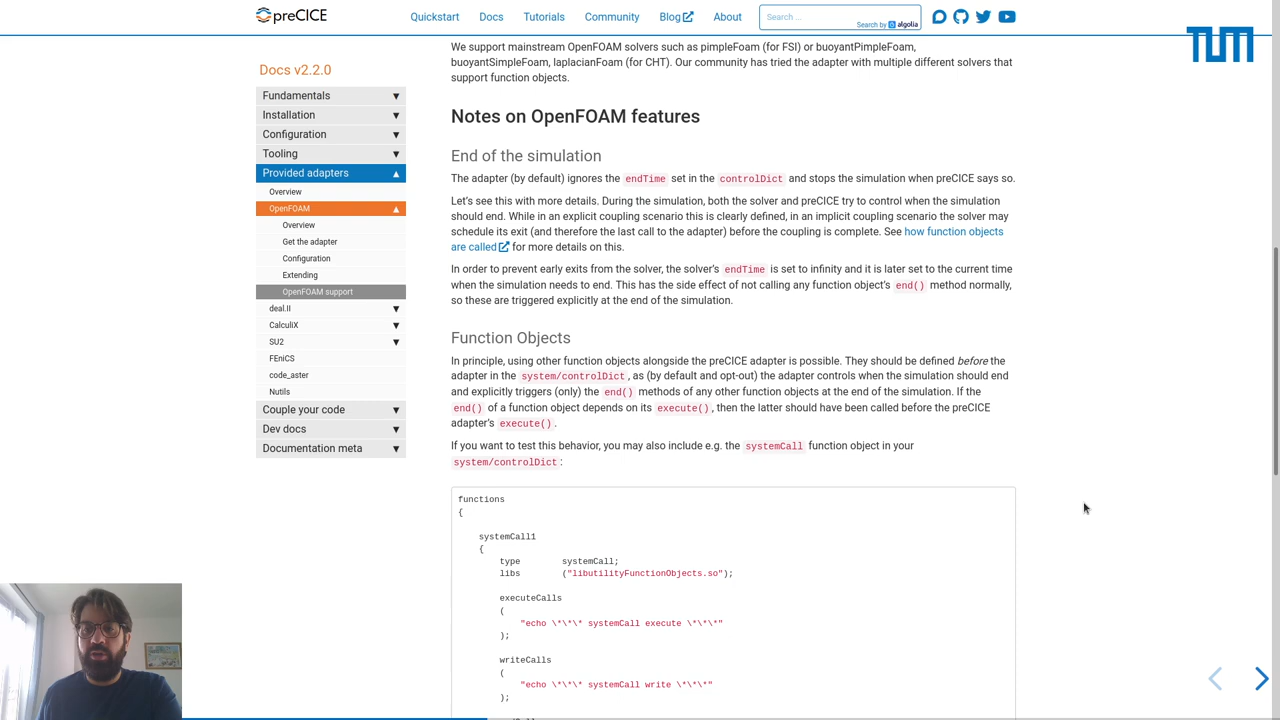 preCICE
Quickstart Docs Tutorials Community Blog About
Search ...
Search by algolia
TUM
Docs v2.2.0
Fundamentals
Installation
Configuration
Tooling
Provided adapters
Overview
OpenFOAM
Overview
Get the adapter
Configuration
Extending
OpenFOAM support
deal.II
CalculiX
SU2
FEniCS
code_aster
Nutils
Couple your code
Dev docs
Documentation meta
We support mainstream OpenFOAM solvers such as pimpleFoam (for FSI) or buoyantPimpleFoam,
buoyantSimpleFoam, laplacianFoam (for CHT). Our community has tried the adapter with multiple different solvers that
support function objects.
Notes on OpenFOAM features
End of the simulation
The adapter (by default) ignores the endTime set in the controlDict and stops the simulation when preCICE says so.
Let's see this with more details. During the simulation, both the solver and preCICE try to control when the simulation
should end. While in an explicit coupling scenario this is clearly defined, in an implicit coupling scenario the solver may
schedule its exit (and therefore the last call to the adapter) before the coupling is complete. See how function objects
are called for more details on this.
In order to prevent early exits from the solver, the solver's endTime is set to infinity and it is later set to the current time
when the simulation needs to end. This has the side effect of not calling any function object's end() method normally,
so these are triggered explicitly at the end of the simulation.
Function Objects
In principle, using other function objects alongside the preCICE adapter is possible. They should be defined before the
adapter in the system/controlDict, as (by default and opt-out) the adapter controls when the simulation should end
and explicitly triggers (only) the end() methods of any other function objects at the end of the simulation. If the
end() of a function object depends on its execute(), then the latter should have been called before the preCICE
adapter's execute().
If you want to test this behavior, you may also include e.g. the systemCall function object in your
system/controlDict:
functions
{
systemCall1
{
type systemCall;
libs ("libutilityFunctionObjects.so");
executeCalls
(
"echo \*\*\* systemCall execute \*\*\*"
);
writeCalls
(
"echo \*\*\* systemCall write \*\*\*"
);